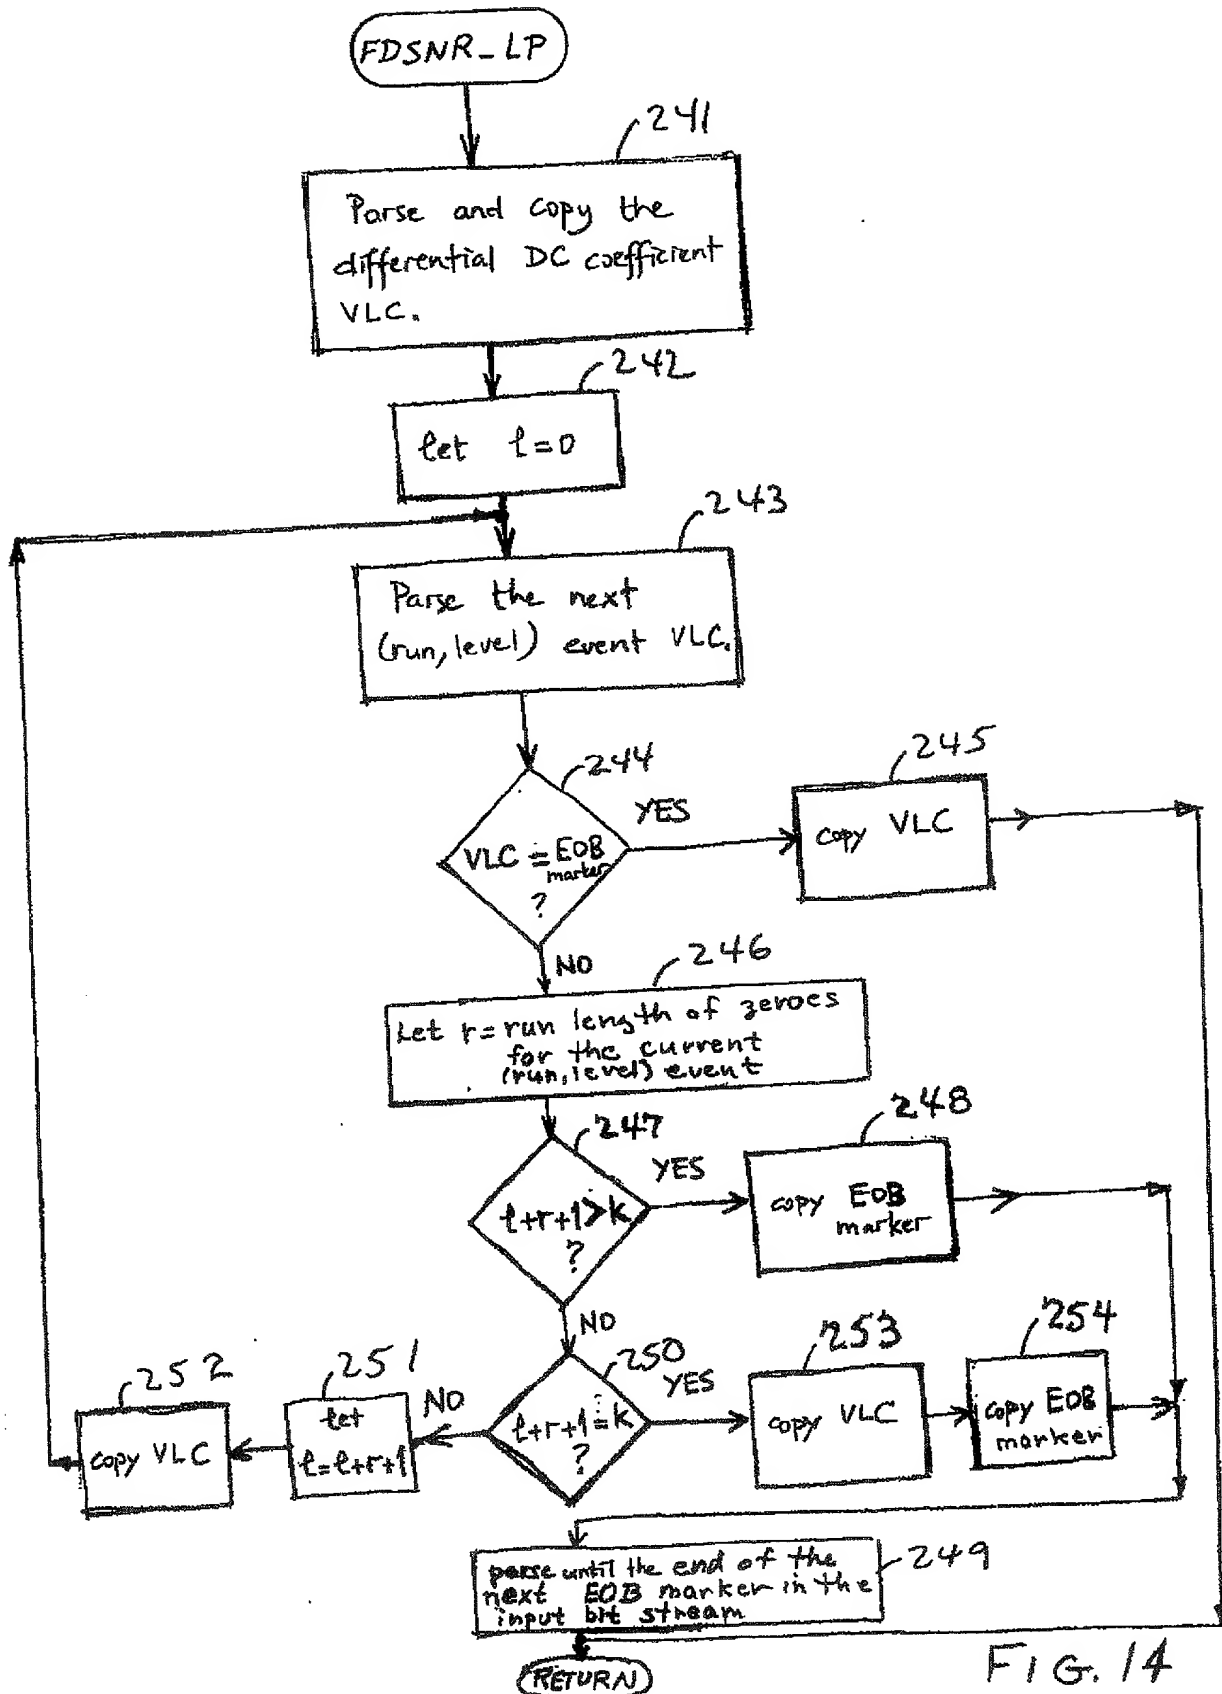 FDSNR_LP
241
Parse and copy the
differential DC coefficient
VLC.
242
let l=0
243
Parse the next
(run, level) event VLC.
244
YES
245
VLC = EOB
marker
?
copy VLC
NO
246
Let r= run length of zeroes
for the current
(run, level) event
247
YES
248
l+r+1>k
?
copy EOB
marker
NO
250
YES
253
254
252
251
NO
l+r+1=k
?
copy VLC
copy EOB
marker
let
l=l+r+1
copy VLC
249
parse until the end of the
next EOB marker in the
input bit stream
RETURN
FIG. 14